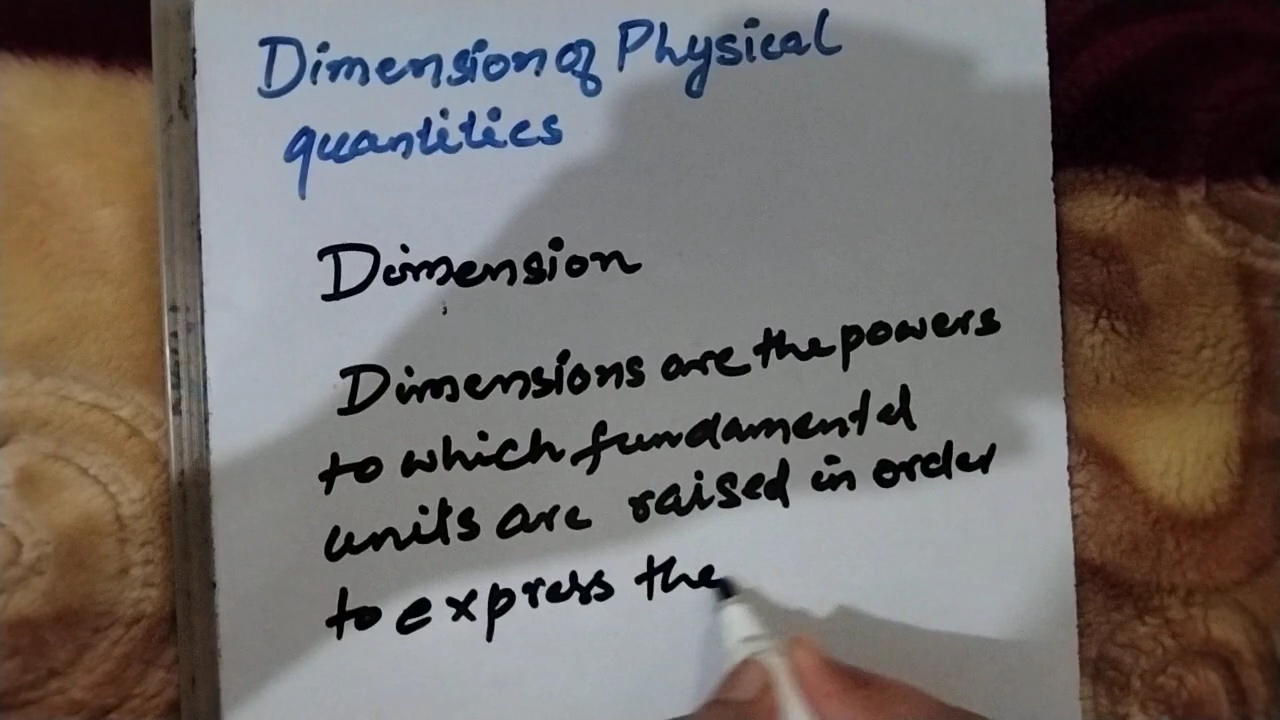 Dimension of Physical
quantities
Dimension
Dimensions are the powers
to which fundamental
units are raised in order
to express the